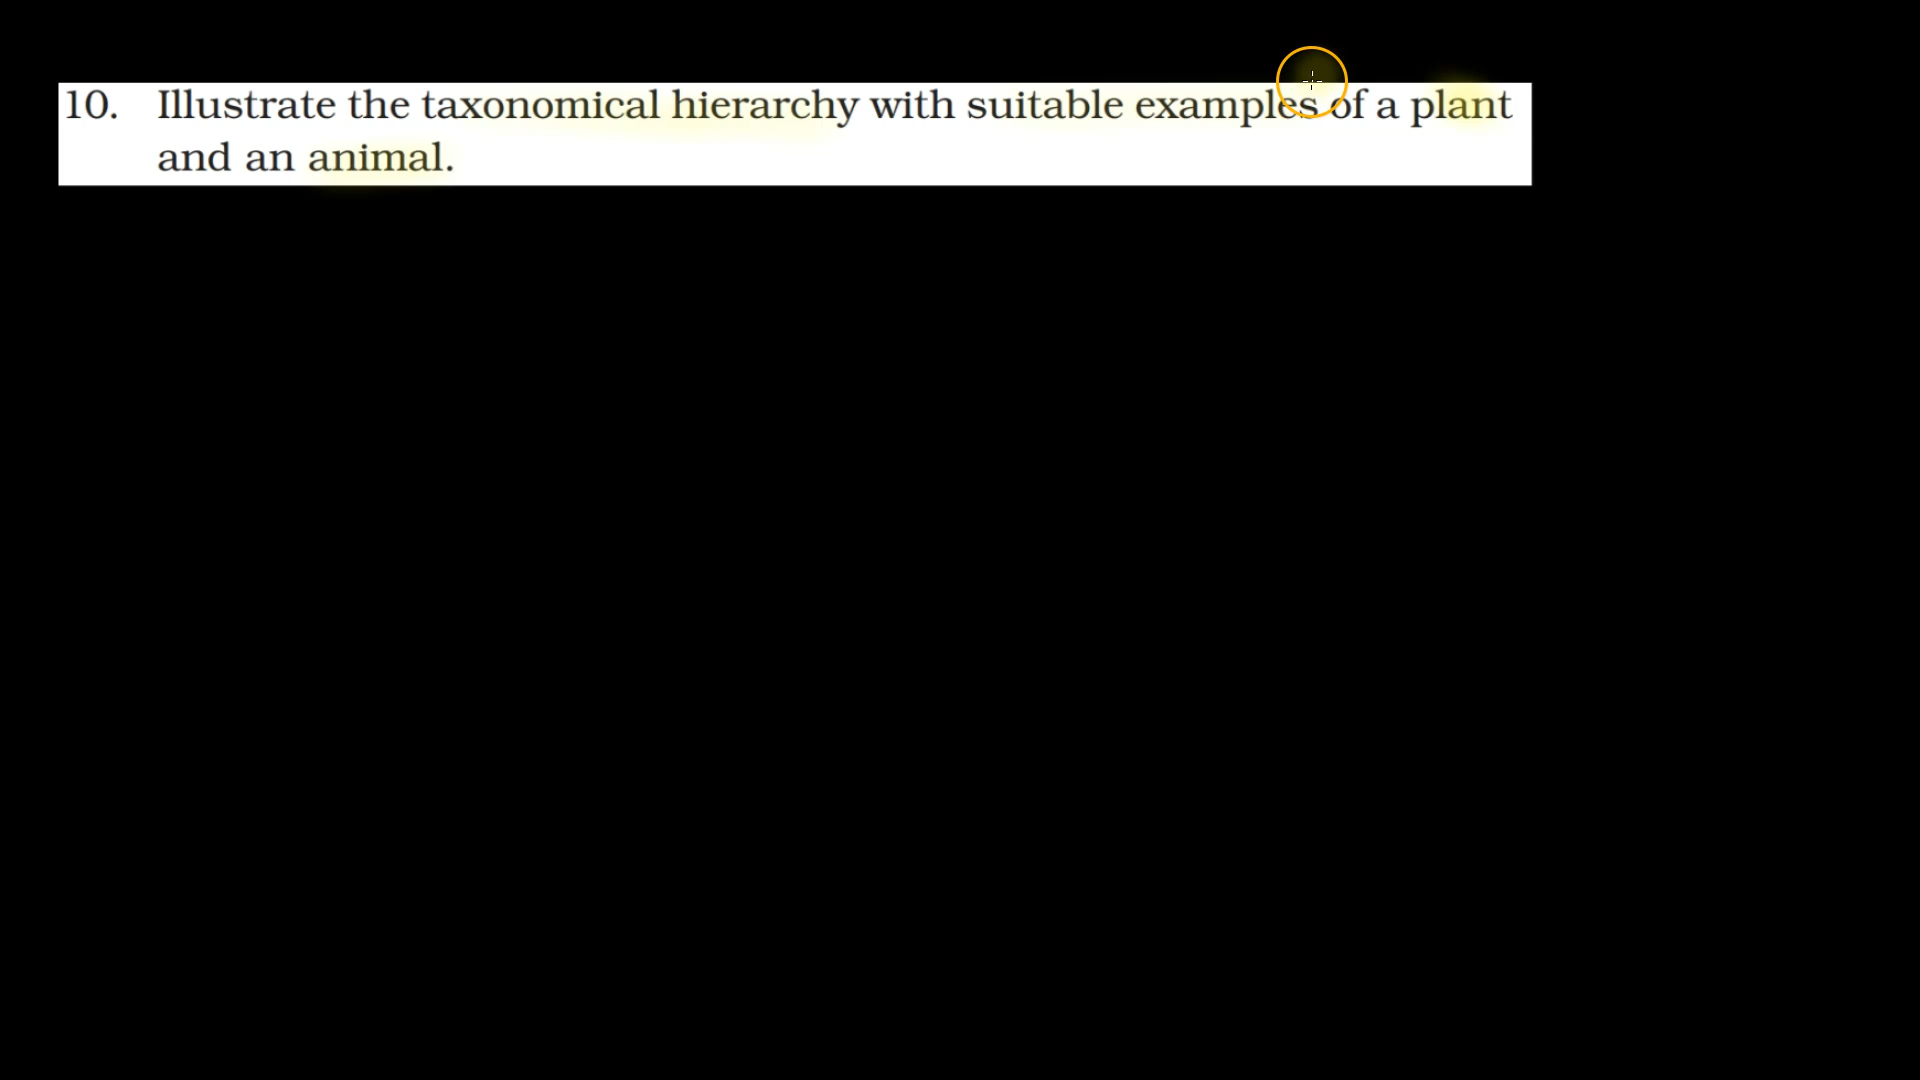 10. Illustrate the taxonomical hierarchy with suitable examples of a plant
and an animal.